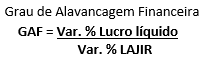 Grau de Alavancagem Financeira
GAF = Var. % Lucro líquido
Var. % LAJIR